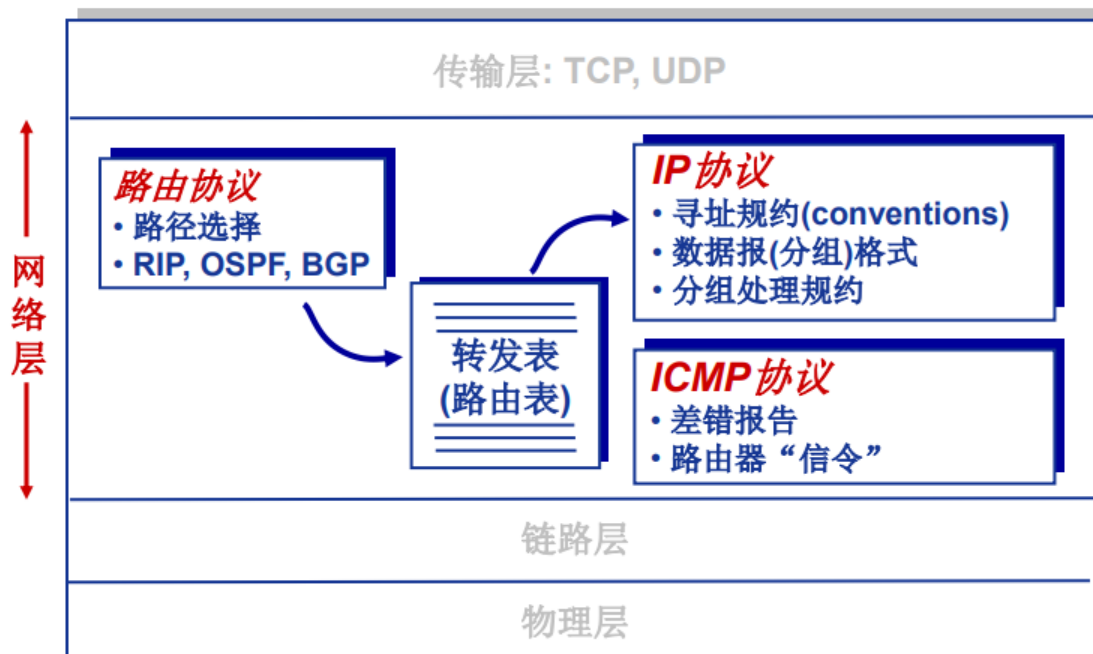 传输层: TCP, UDP
网络层
路由协议
• 路径选择
• RIP, OSPF, BGP
转发表
(路由表)
IP协议
• 寻址规约(conventions)
• 数据报(分组)格式
• 分组处理规约
ICMP协议
• 差错报告
• 路由器“信令”
链路层
物理层